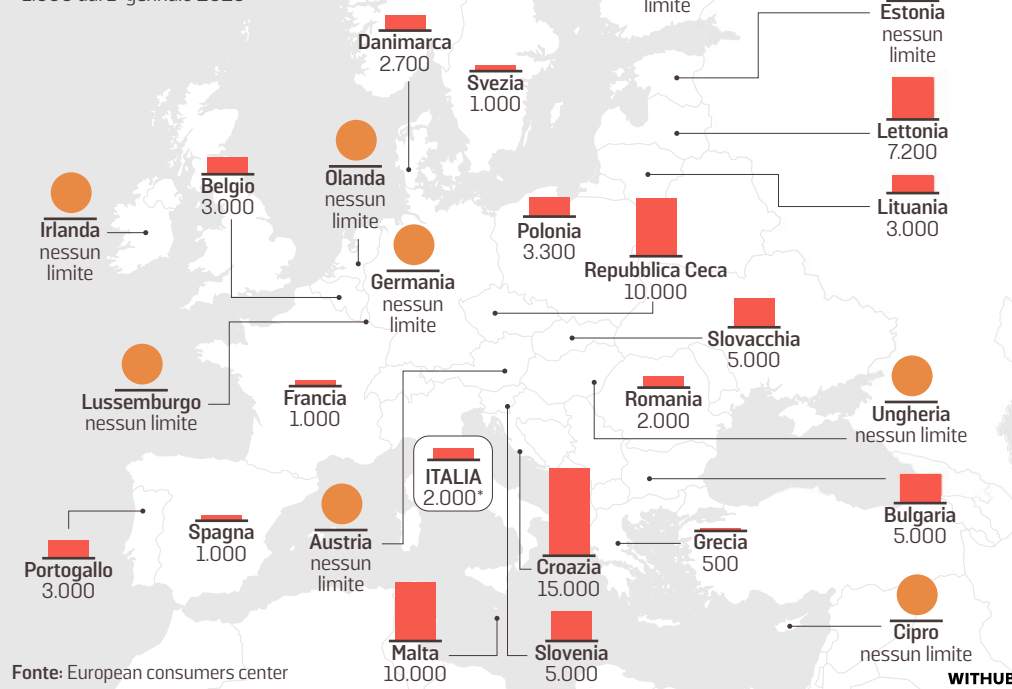 limite
Estonia
nessun
limite
Danimarca
2.700
Svezia
1.000
Lettonia
7.200
Olanda
nessun
limite
Belgio
3.000
Irlanda
nessun
limite
Lituania
3.000
Polonia
3.300
Repubblica Ceca
10.000
Germania
nessun
limite
Slovacchia
5.000
Lussemburgo
nessun limite
Francia
1.000
Romania
2.000
Ungheria
nessun limite
ITALIA
2.000*
Bulgaria
5.000
Spagna
1.000
Austria
nessun
limite
Grecia
500
Portogallo
3.000
Croazia
15.000
Cipro
nessun limite
Malta
10.000
Slovenia
5.000
Fonte: European consumers center
WITHUB